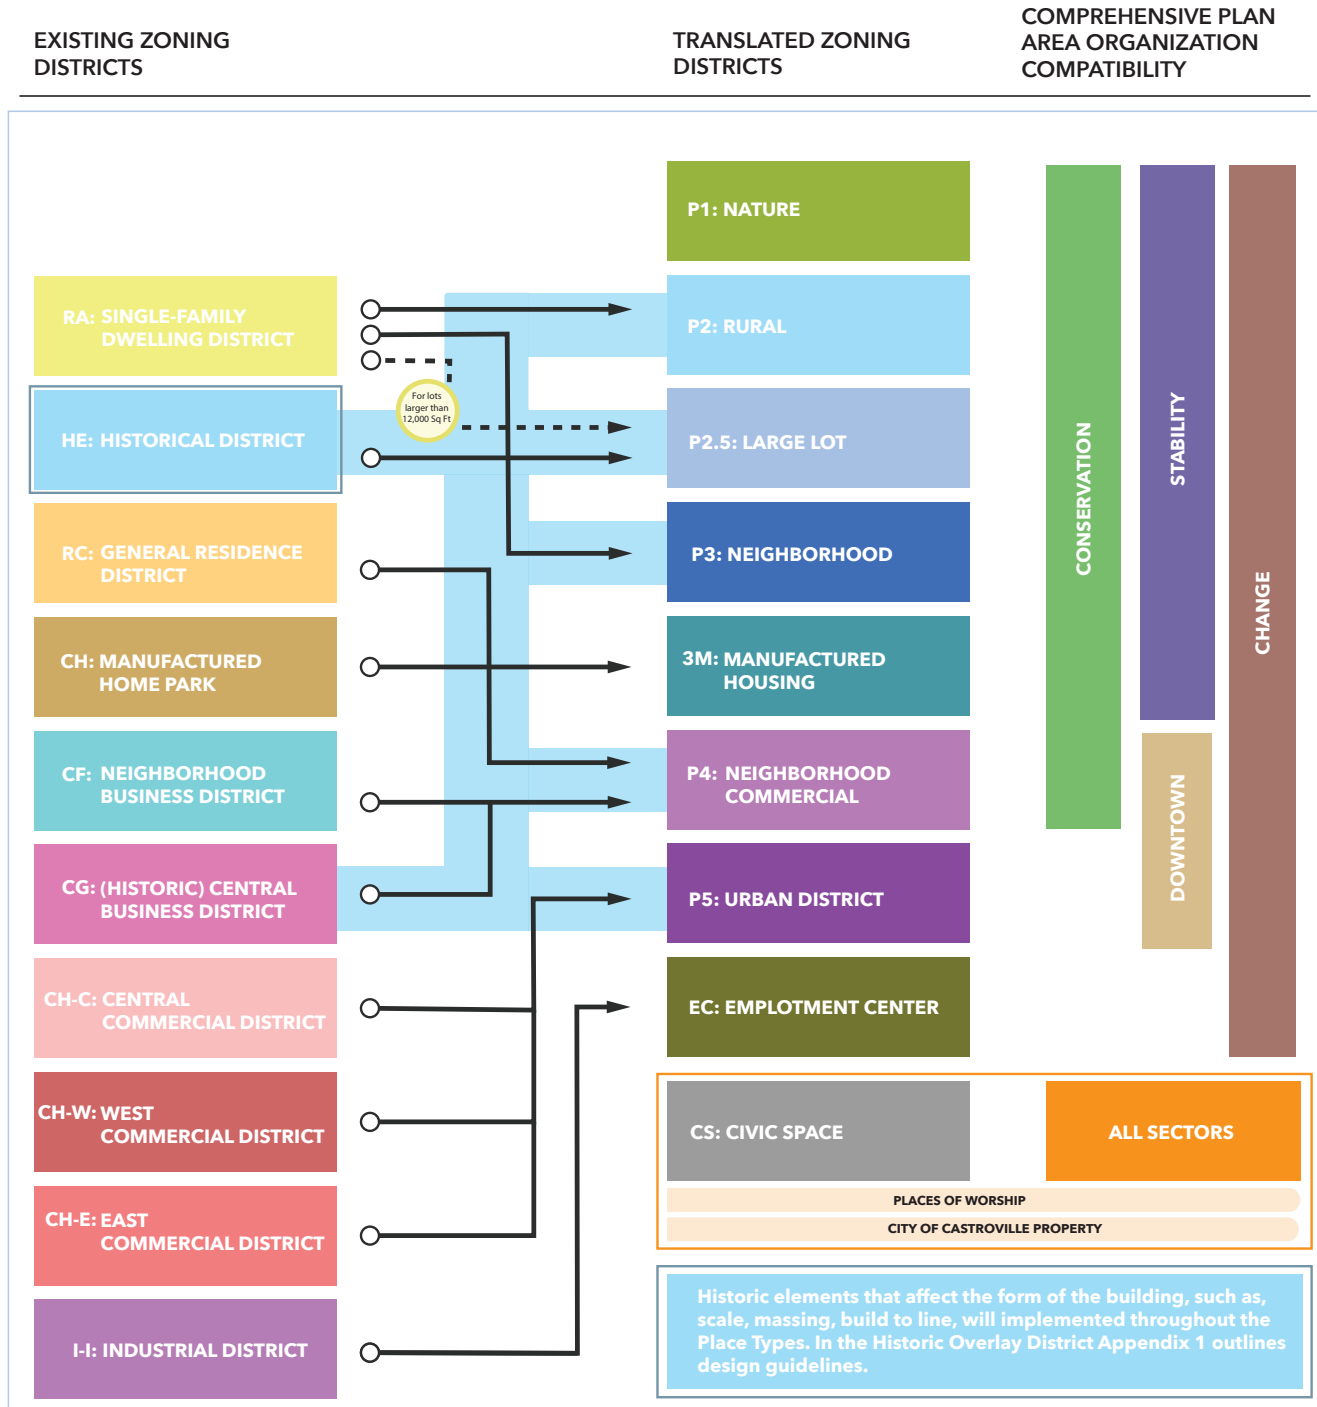 EXISTING ZONING
DISTRICTS
TRANSLATED ZONING
DISTRICTS
COMPREHENSIVE PLAN
AREA ORGANIZATION
COMPATIBILITY
RA: SINGLE-FAMILY
DWELLING DISTRICT
HE: HISTORICAL DISTRICT
RC: GENERAL RESIDENCE
DISTRICT
CH: MANUFACTURED
HOME PARK
CF: NEIGHBORHOOD
BUSINESS DISTRICT
CG: (HISTORIC) CENTRAL
BUSINESS DISTRICT
CH-C: CENTRAL
COMMERCIAL DISTRICT
CH-W: WEST
COMMERCIAL DISTRICT
CH-E: EAST
COMMERCIAL DISTRICT
I-I: INDUSTRIAL DISTRICT
For lots
larger than
12,000 Sq Ft
P1: NATURE
P2: RURAL
P2.5: LARGE LOT
P3: NEIGHBORHOOD
3M: MANUFACTURED
HOUSING
P4: NEIGHBORHOOD
COMMERCIAL
P5: URBAN DISTRICT
EC: EMPLOTMENT CENTER
CONSERVATION
STABILITY
DOWNTOWN
CHANGE
CS: CIVIC SPACE
ALL SECTORS
PLACES OF WORSHIP
CITY OF CASTROVILLE PROPERTY
Historic elements that affect the form of the building, such as,
scale, massing, build to line, will implemented throughout the
Place Types. In the Historic Overlay District Appendix 1 outlines
design guidelines.